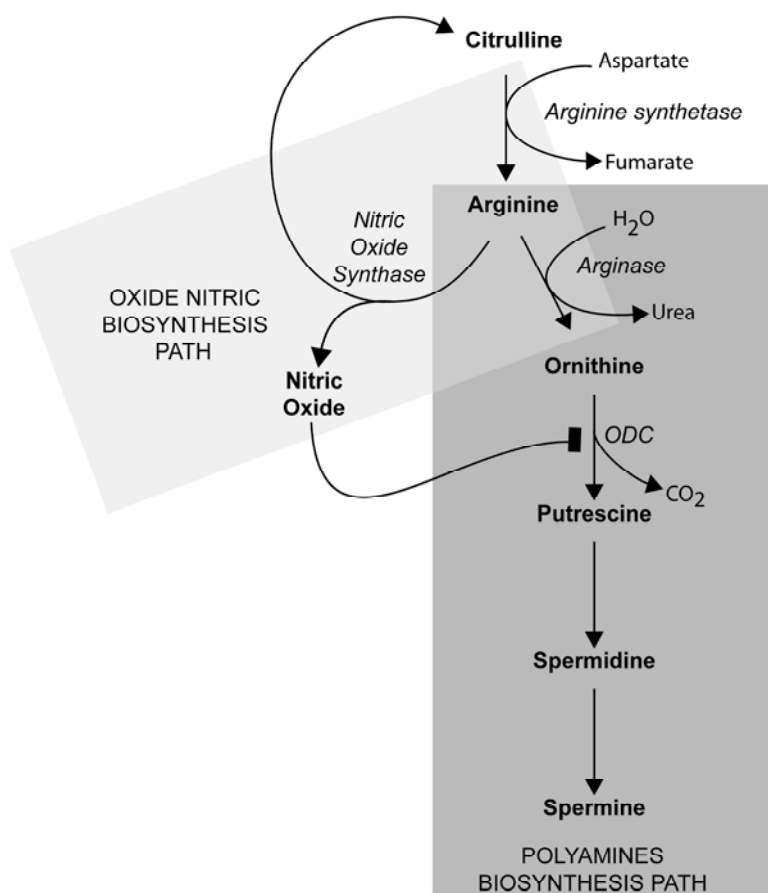 Citrulline
Aspartate
Arginine synthetase
Fumarate
Arginine
H2O
Nitric
Oxide
Synthase
Arginase
OXIDE NITRIC
BIOSYNTHESIS
PATH
Urea
Ornithine
Nitric
Oxide
ODC
CO2
Putrescine
Spermidine
Spermine
POLYAMINES
BIOSYNTHESIS PATH